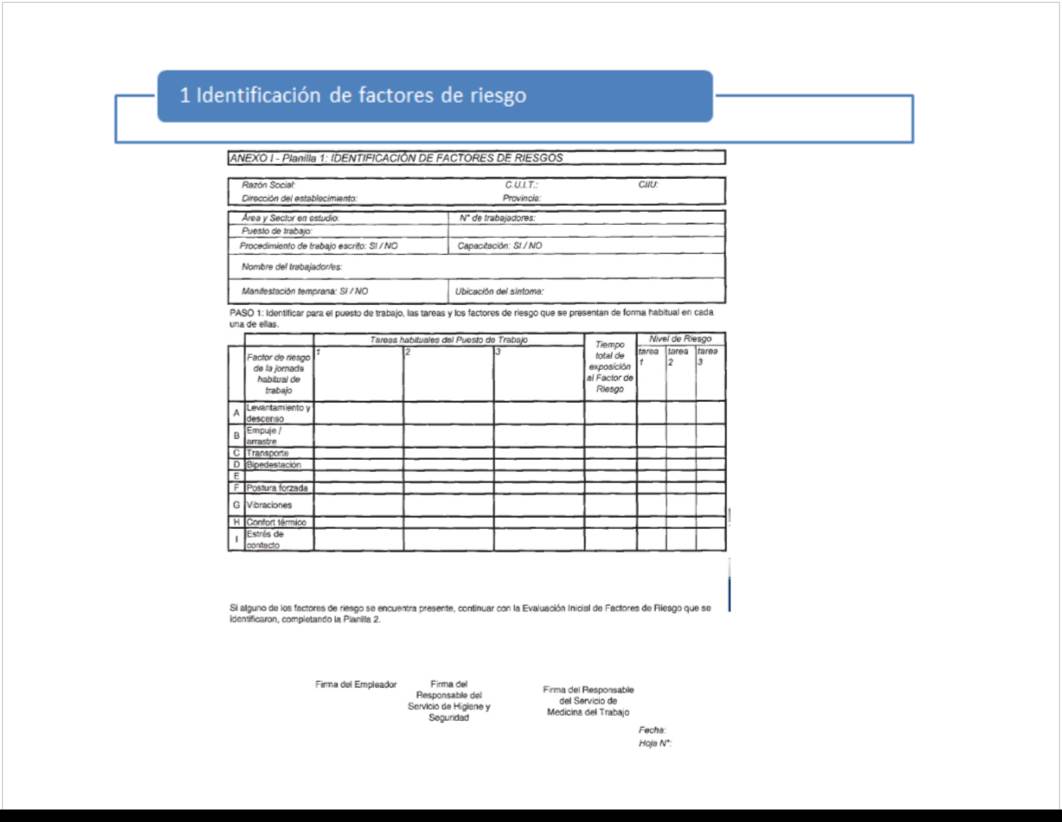 1 Identificación de factores de riesgo
ANEXO I - Planilla 1: IDENTIFICACIÓN DE FACTORES DE RIESGOS
Razón Social: C.U.I.T.: CIIU:
Dirección del establecimiento: Provincia:
Área y Sector en estudio: N° de trabajadores:
Puesto de trabajo:
Procedimiento de trabajo escrito: SI / NO Capacitación: SI / NO
Nombre del trabajador/es:
Manifestación temprana: SI / NO Ubicación del síntoma:
PASO 1: Identificar para el puesto de trabajo, las tareas y los factores de riesgo que se presentan de forma habitual en cada
una de ellas.
Factor de riesgo
de la jornada
habitual de
trabajo
Tareas habituales del Puesto de Trabajo
1 2 3
Tiempo
total de
exposición
al Factor de
Riesgo
Nivel de Riesgo
tarea tarea tarea
1 2 3
A Levantamiento y
descenso
B Empuje /
arrastre
C Transporte
D Bipedestación
E
F Postura forzada
G Vibraciones
H Confort térmico
I Estrés de
contacto
Si alguno de los factores de riesgo se encuentra presente, continuar con la Evaluación Inicial de Factores de Riesgo que se
identificaron, completando la Planilla 2.
Firma del Empleador
Firma del
Responsable del
Servicio de Higiene y
Seguridad
Firma del Responsable
del Servicio de
Medicina del Trabajo
Fecha:
Hoja N°: